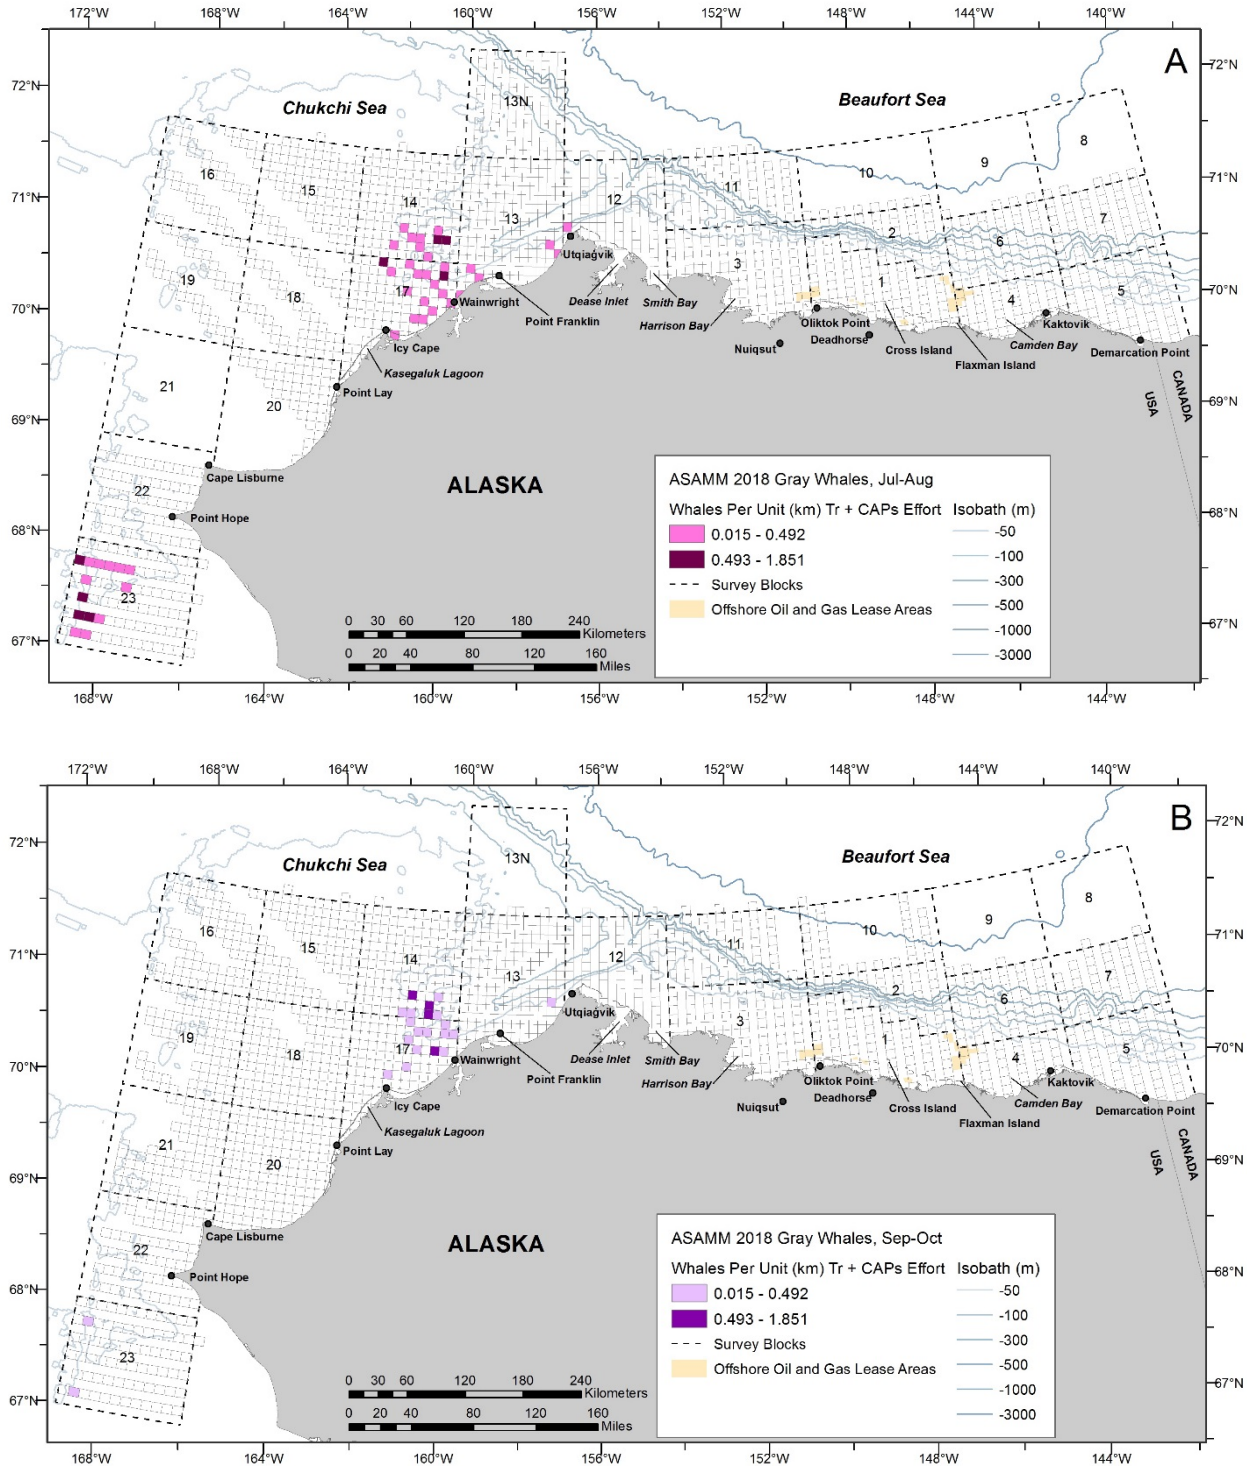 172°W 168°W 164°W 160°W 156°W 152°W 148°W 144°W 140°W
A
72°N 72°N
Chukchi Sea
Beaufort Sea
13N
8
9
10
16
15
14
13
12
11
7
71°N 71°N
2
6
Utqiaġvik
3
1
4
5
19
18
17
70°N 70°N
Wainwright
Dease Inlet
Smith Bay
Point Franklin
Harrison Bay
Oliktok Point
Kaktovik
Deadhorse
Camden Bay
Icy Cape
Nuiqsut
Cross Island
Demarcation Point
Flaxman Island
Kasegaluk Lagoon
21
Point Lay
CANADA
USA
20
69°N 69°N
Cape Lisburne
ALASKA
22
Point Hope
68°N 68°N
23
67°N 67°N
ASAMM 2018 Gray Whales, Jul-Aug
Whales Per Unit (km) Tr + CAPs Effort
0.015 - 0.492
0.493 - 1.851
Survey Blocks
Offshore Oil and Gas Lease Areas
Isobath (m)
-50
-100
-300
-500
-1000
-3000
0 30 60 120 180 240
Kilometers
0 20 40 80 120 160
Miles
168°W 164°W 160°W 156°W 152°W 148°W 144°W
172°W 168°W 164°W 160°W 156°W 152°W 148°W 144°W 140°W
B
72°N 72°N
Chukchi Sea
Beaufort Sea
13N
8
9
10
16
15
14
13
12
11
7
71°N 71°N
2
6
Utqiaġvik
3
1
4
5
19
18
17
70°N 70°N
Wainwright
Dease Inlet
Smith Bay
Point Franklin
Harrison Bay
Oliktok Point
Kaktovik
Deadhorse
Camden Bay
Icy Cape
Nuiqsut
Cross Island
Demarcation Point
Flaxman Island
Kasegaluk Lagoon
21
Point Lay
CANADA
USA
20
69°N 69°N
Cape Lisburne
ALASKA
22
Point Hope
68°N 68°N
23
67°N 67°N
ASAMM 2018 Gray Whales, Sep-Oct
Whales Per Unit (km) Tr + CAPs Effort
0.015 - 0.492
0.493 - 1.851
Survey Blocks
Offshore Oil and Gas Lease Areas
Isobath (m)
-50
-100
-300
-500
-1000
-3000
0 30 60 120 180 240
Kilometers
0 20 40 80 120 160
Miles
168°W 164°W 160°W 156°W 152°W 148°W 144°W